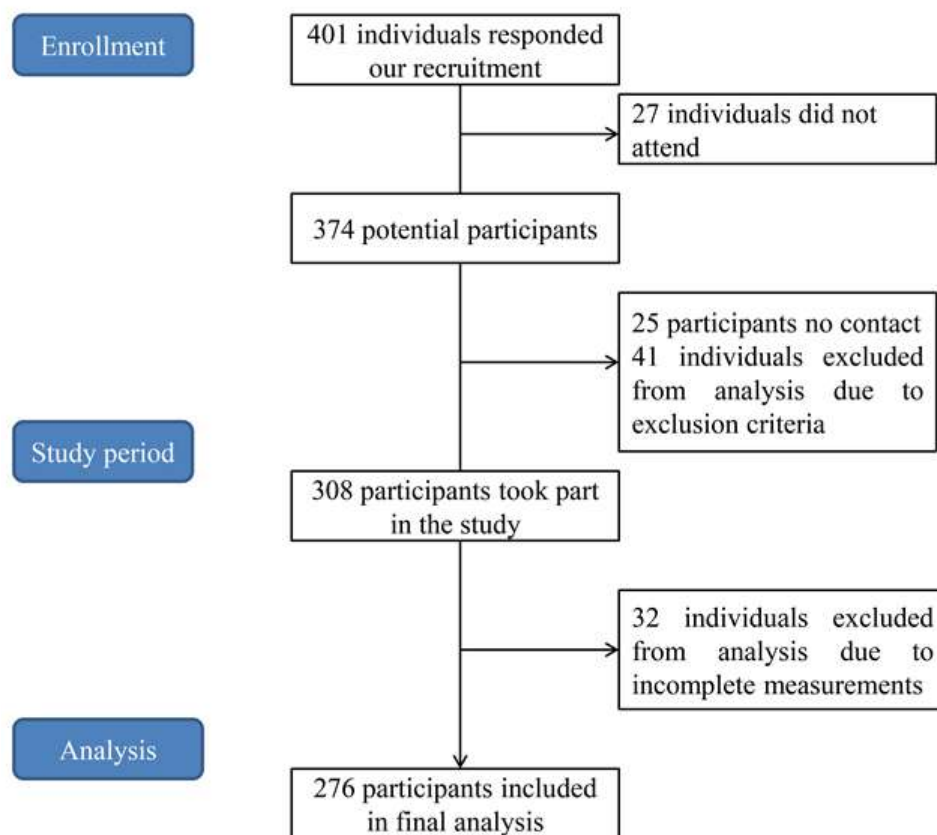 Enrollment
401 individuals responded
our recruitment
27 individuals did not
attend
374 potential participants
25 participants no contact
41 individuals excluded
from analysis due to
exclusion criteria
Study period
308 participants took part
in the study
32 individuals excluded
from analysis due to
incomplete measurements
Analysis
276 participants included
in final analysis